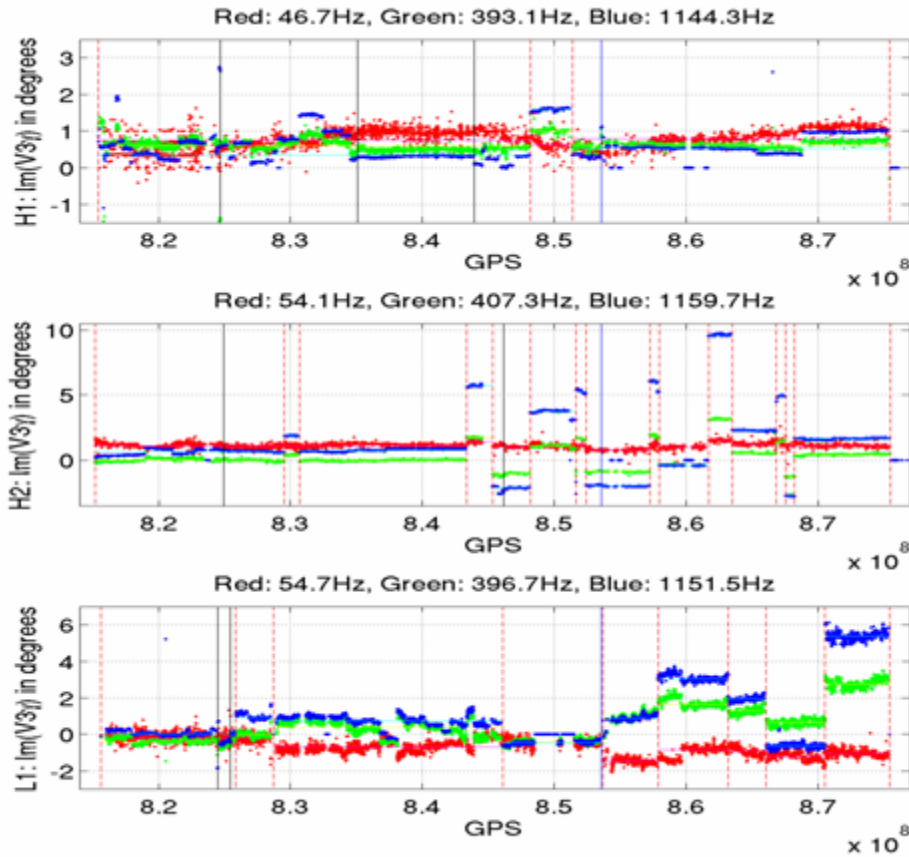 Red: 46.7Hz, Green: 393.1Hz, Blue: 1144.3Hz
H1: Im(V3γ) in degrees
3
2
1
0
-1
8.2 8.3 8.4 8.5 8.6 8.7
GPS
x 10^8
Red: 54.1Hz, Green: 407.3Hz, Blue: 1159.7Hz
H2: Im(V3γ) in degrees
10
5
0
8.2 8.3 8.4 8.5 8.6 8.7
GPS
x 10^8
Red: 54.7Hz, Green: 396.7Hz, Blue: 1151.5Hz
L1: Im(V3γ) in degrees
6
4
2
0
-2
8.2 8.3 8.4 8.5 8.6 8.7
GPS
x 10^8